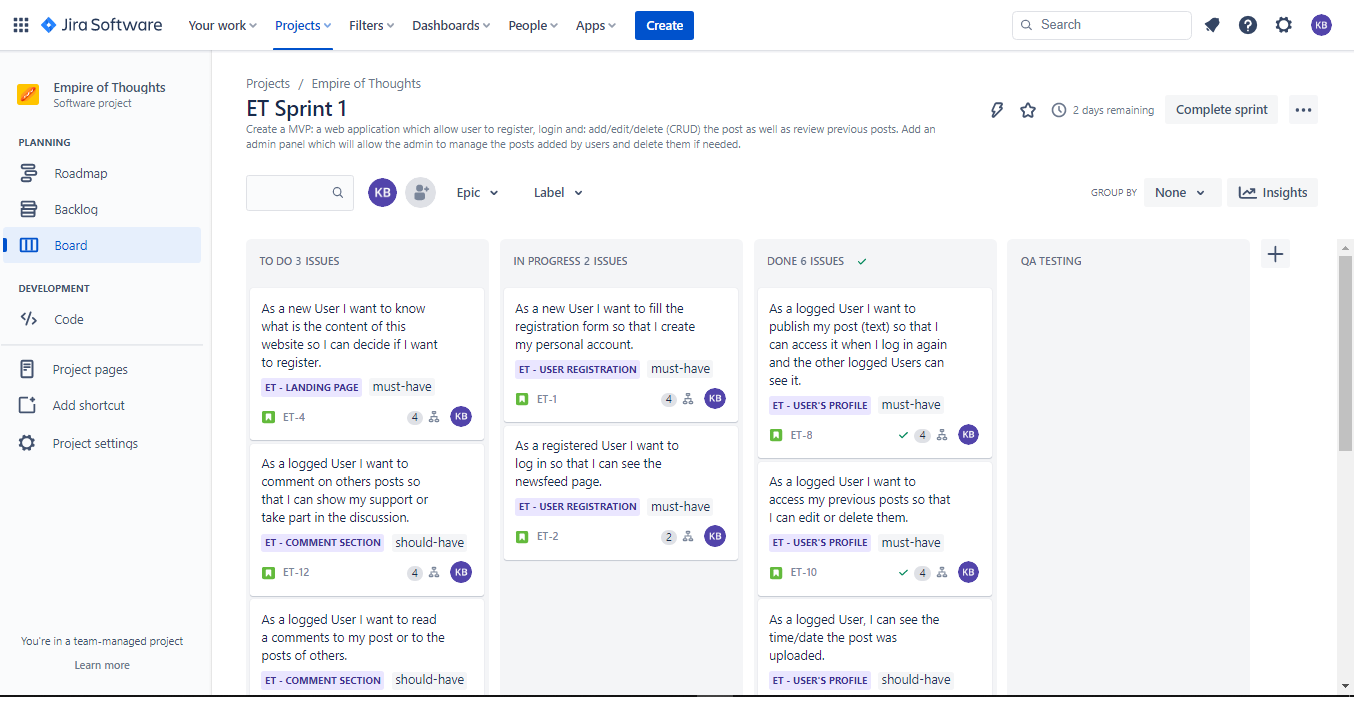 Jira Software
Your work
Projects
Filters
Dashboards
People
Apps
Create
Search
KB
Empire of Thoughts
Software project
PLANNING
Roadmap
Backlog
Board
DEVELOPMENT
Code
Project pages
Add shortcut
Project settings
You're in a team-managed project
Learn more
Projects / Empire of Thoughts
ET Sprint 1
Create a MVP: a web application which allow user to register, login and: add/edit/delete (CRUD) the post as well as review previous posts. Add an
admin panel which will allow the admin to manage the posts added by users and delete them if needed.
2 days remaining
Complete sprint
KB
Epic
Label
GROUP BY
None
Insights
TO DO 3 ISSUES
As a new User I want to know
what is the content of this
website so I can decide if I want
to register.
ET - LANDING PAGE must-have
ET-4 4 KB
As a logged User I want to
comment on others posts so
that I can show my support or
take part in the discussion.
ET - COMMENT SECTION should-have
ET-12 4 KB
As a logged User I want to read
a comments to my post or to the
posts of others.
ET - COMMENT SECTION should-have
IN PROGRESS 2 ISSUES
As a new User I want to fill the
registration form so that I create
my personal account.
ET - USER REGISTRATION must-have
ET-1 4 KB
As a registered User I want to
log in so that I can see the
newsfeed page.
ET - USER REGISTRATION must-have
ET-2 2 KB
DONE 6 ISSUES
As a logged User I want to
publish my post (text) so that I
can access it when I log in again
and the other logged Users can
see it.
ET - USER'S PROFILE must-have
ET-8 4 KB
As a logged User I want to
access my previous posts so that
I can edit or delete them.
ET - USER'S PROFILE must-have
ET-10 4 KB
As a logged User, I can see the
time/date the post was
uploaded.
ET - USER'S PROFILE should-have
QA TESTING